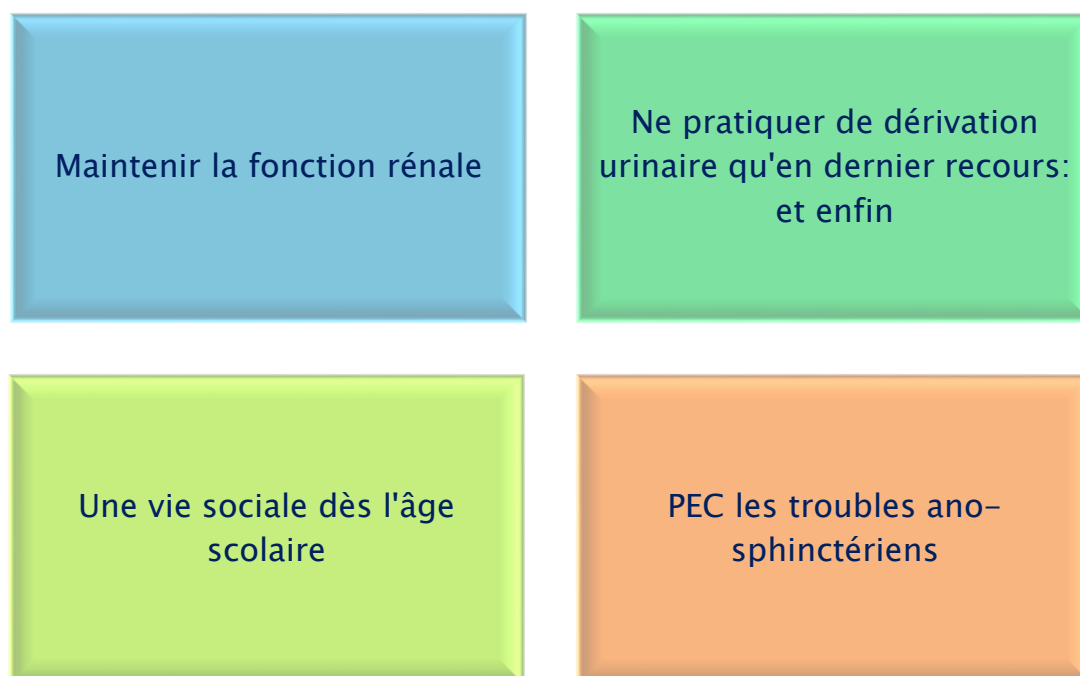 Maintenir la fonction rénale
Ne pratiquer de dérivation
urinaire qu'en dernier recours:
et enfin
Une vie sociale dès l'âge
scolaire
PEC les troubles ano-
sphinctériens